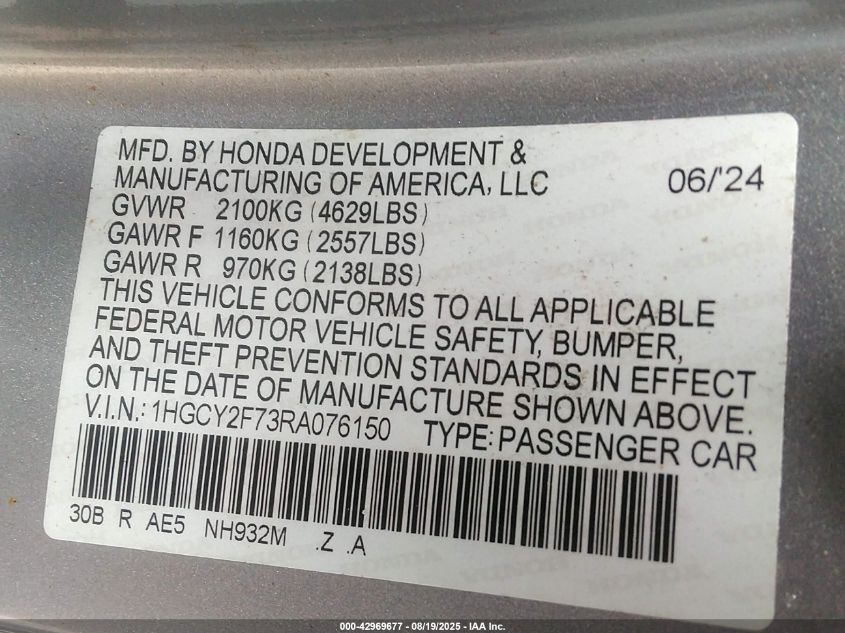 MFD. BY HONDA DEVELOPMENT &
MANUFACTURING OF AMERICA, LLC 06/'24
GVWR 2100KG (4629LBS)
GAWR F 1160KG (2557LBS)
GAWR R 970KG (2138LBS)
THIS VEHICLE CONFORMS TO ALL APPLICABLE
FEDERAL MOTOR VEHICLE SAFETY, BUMPER,
AND THEFT PREVENTION STANDARDS IN EFFECT
ON THE DATE OF MANUFACTURE SHOWN ABOVE.
V.I.N.: 1HGCY2F73RA076150 TYPE: PASSENGER CAR
30B R AE5 NH932M .Z .A
000-42969677 - 08/19/2025 - IAA Inc.